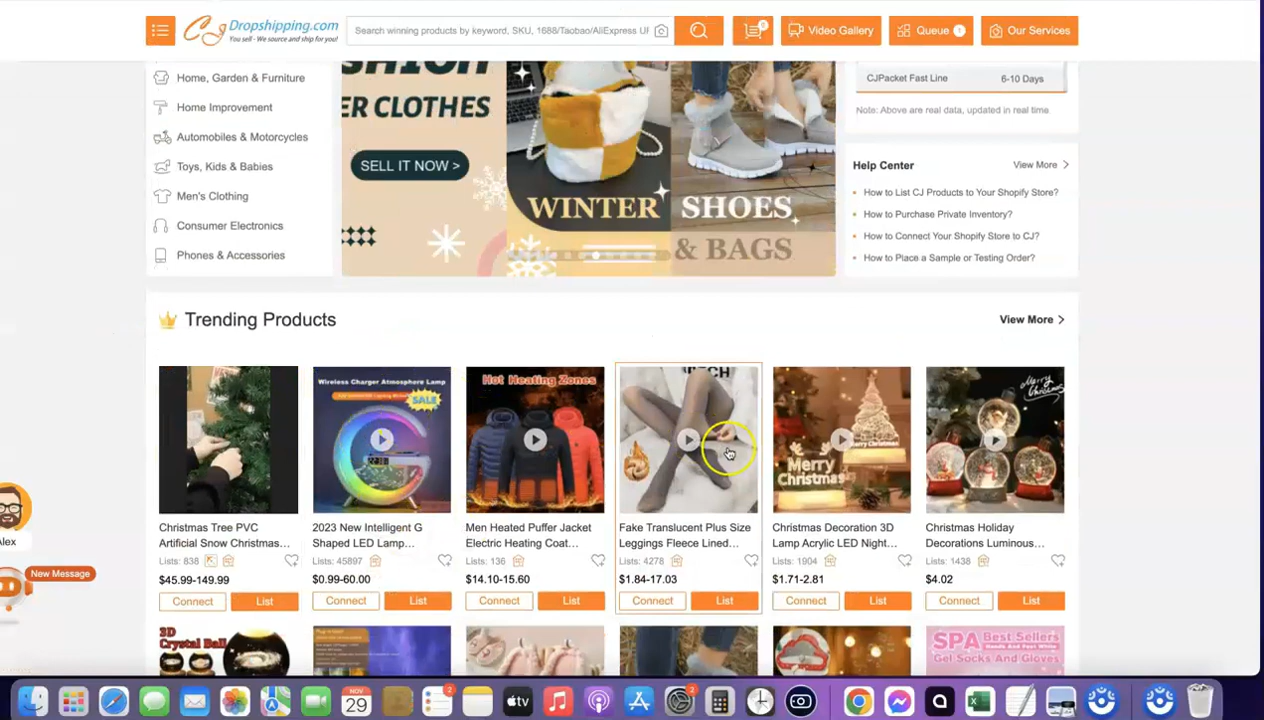 CJ Dropshipping.com
You sell - We source and ship for you!
Search winning products by keyword, SKU, 1688/Taobao/AliExpress UR
0
Video Gallery
Queue
Our Services
Home, Garden & Furniture
Home Improvement
Automobiles & Motorcycles
Toys, Kids & Babies
Men's Clothing
Consumer Electronics
Phones & Accessories
ER CLOTHES
SELL IT NOW >
WINTER SHOES
& BAGS
CJPacket Fast Line 6-10 Days
Note: Above are real data, updated in real time.
Help Center View More >
How to List CJ Products to Your Shopify Store?
How to Purchase Private Inventory?
How to Connect Your Shopify Store to CJ?
How to Place a Sample or Testing Order?
Trending Products View More >
Wireless Charger Atmosphere Lamp
SALE
Hot Heating Zones
Merry Christmas
Merry Christmas
Christmas Tree PVC
Artificial Snow Christmas...
Lists: 838
$45.99-149.99
Connect List
2023 New Intelligent G
Shaped LED Lamp...
Lists: 45897
$0.99-60.00
Connect List
Men Heated Puffer Jacket
Electric Heating Coat...
Lists: 136
$14.10-15.60
Connect List
Fake Translucent Plus Size
Leggings Fleece Lined...
Lists: 4278
$1.84-17.03
Connect List
Christmas Decoration 3D
Lamp Acrylic LED Night...
Lists: 1904
$1.71-2.81
Connect List
Christmas Holiday
Decorations Luminous...
Lists: 1438
$4.02
Connect List
Alex
New Message
3D
Crystal Ball
SPA Best Sellers
Gel Socks And Gloves
NOV
29
2
tv
2